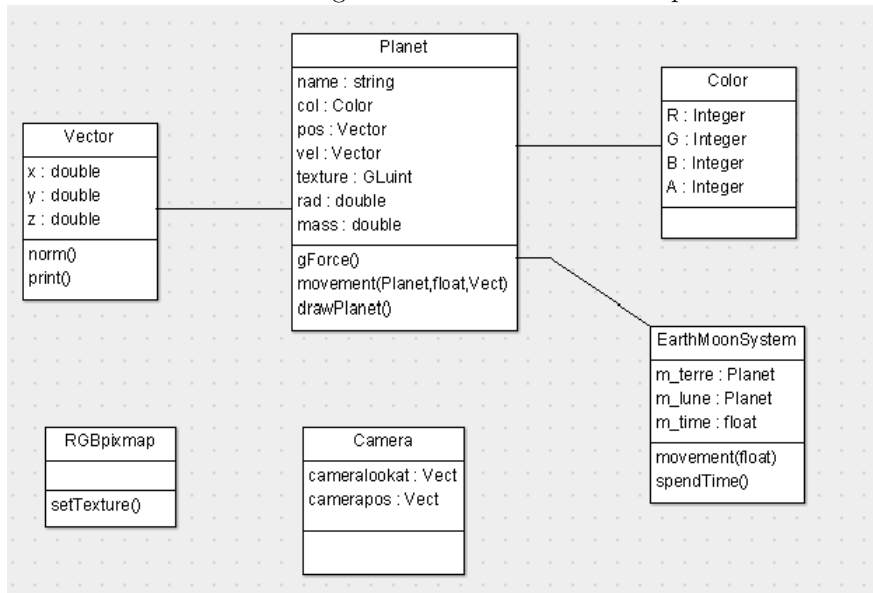 Planet
name : string
col : Color
pos : Vector
vel : Vector
texture : GLuint
rad : double
mass : double
gForce()
movement(Planet,float,Vect)
drawPlanet()
Color
R : Integer
G : Integer
B : Integer
A : Integer
Vector
x : double
y : double
z : double
norm()
print()
EarthMoonSystem
m_terre : Planet
m_lune : Planet
m_time : float
movement(float)
spendTime()
RGBpixmap
setTexture()
Camera
cameralookat : Vect
camerapos : Vect